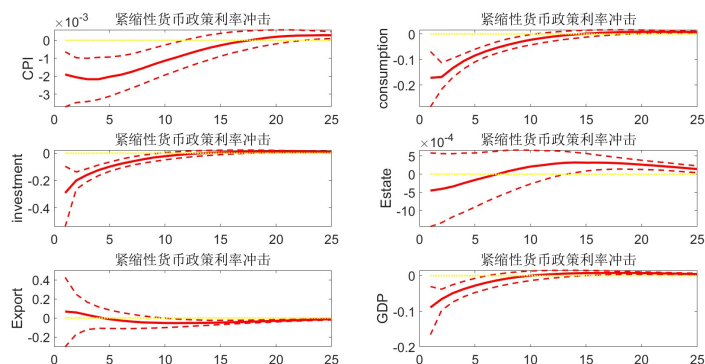 ×10⁻³ 紧缩性货币政策利率冲击
CPI
0
-1
-2
-3
0 5 10 15 20 25
紧缩性货币政策利率冲击
consumption
0
-0.1
-0.2
0 5 10 15 20 25
紧缩性货币政策利率冲击
investment
0
-0.2
-0.4
0 5 10 15 20 25
×10⁻⁴ 紧缩性货币政策利率冲击
Estate
5
0
-5
-10
0 5 10 15 20 25
紧缩性货币政策利率冲击
Export
0.4
0.2
0
-0.2
0 5 10 15 20 25
紧缩性货币政策利率冲击
GDP
0
-0.1
-0.2
0 5 10 15 20 25